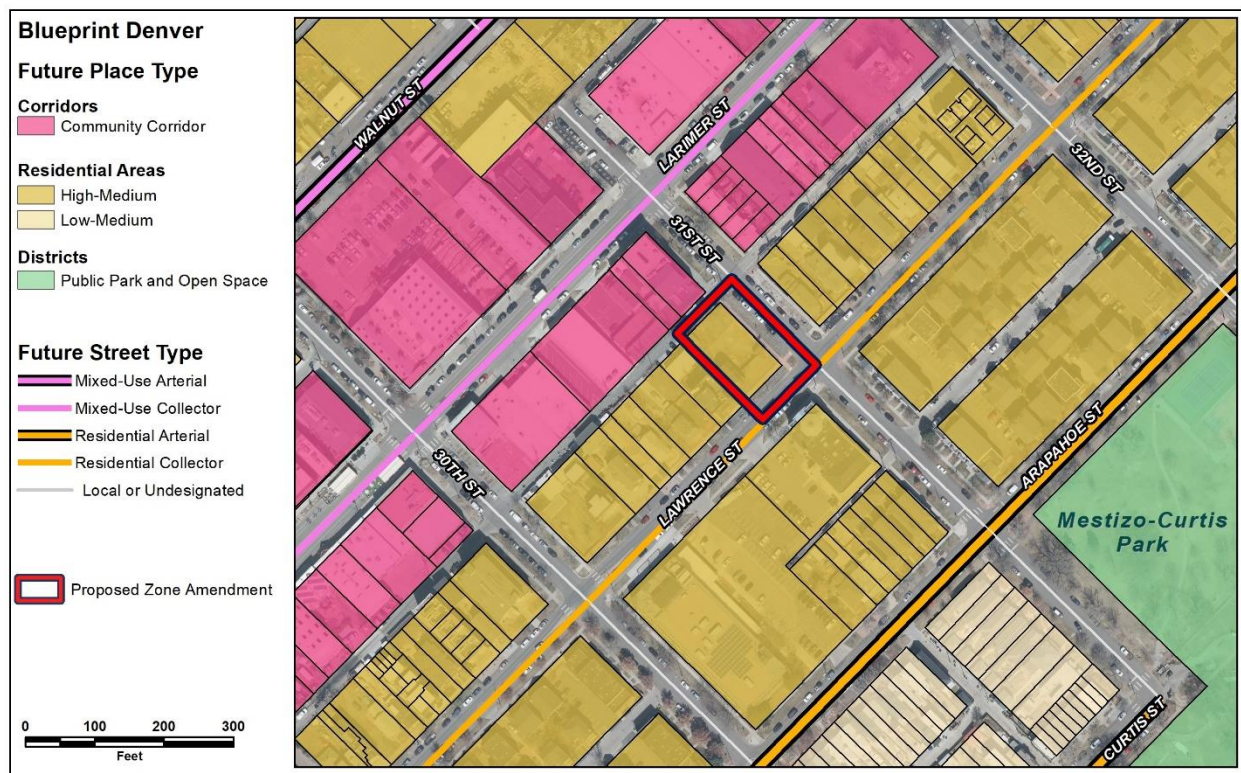 Blueprint Denver
Future Place Type
Corridors
Community Corridor
Residential Areas
High-Medium
Low-Medium
Districts
Public Park and Open Space
Future Street Type
Mixed-Use Arterial
Mixed-Use Collector
Residential Arterial
Residential Collector
Local or Undesignated
Proposed Zone Amendment
0 100 200 300
Feet
WALNUT ST
LARIMER ST
31ST ST
32ND ST
30TH ST
LAWRENCE ST
ARAPAHOE ST
Mestizo-Curtis
Park
CURTIS ST